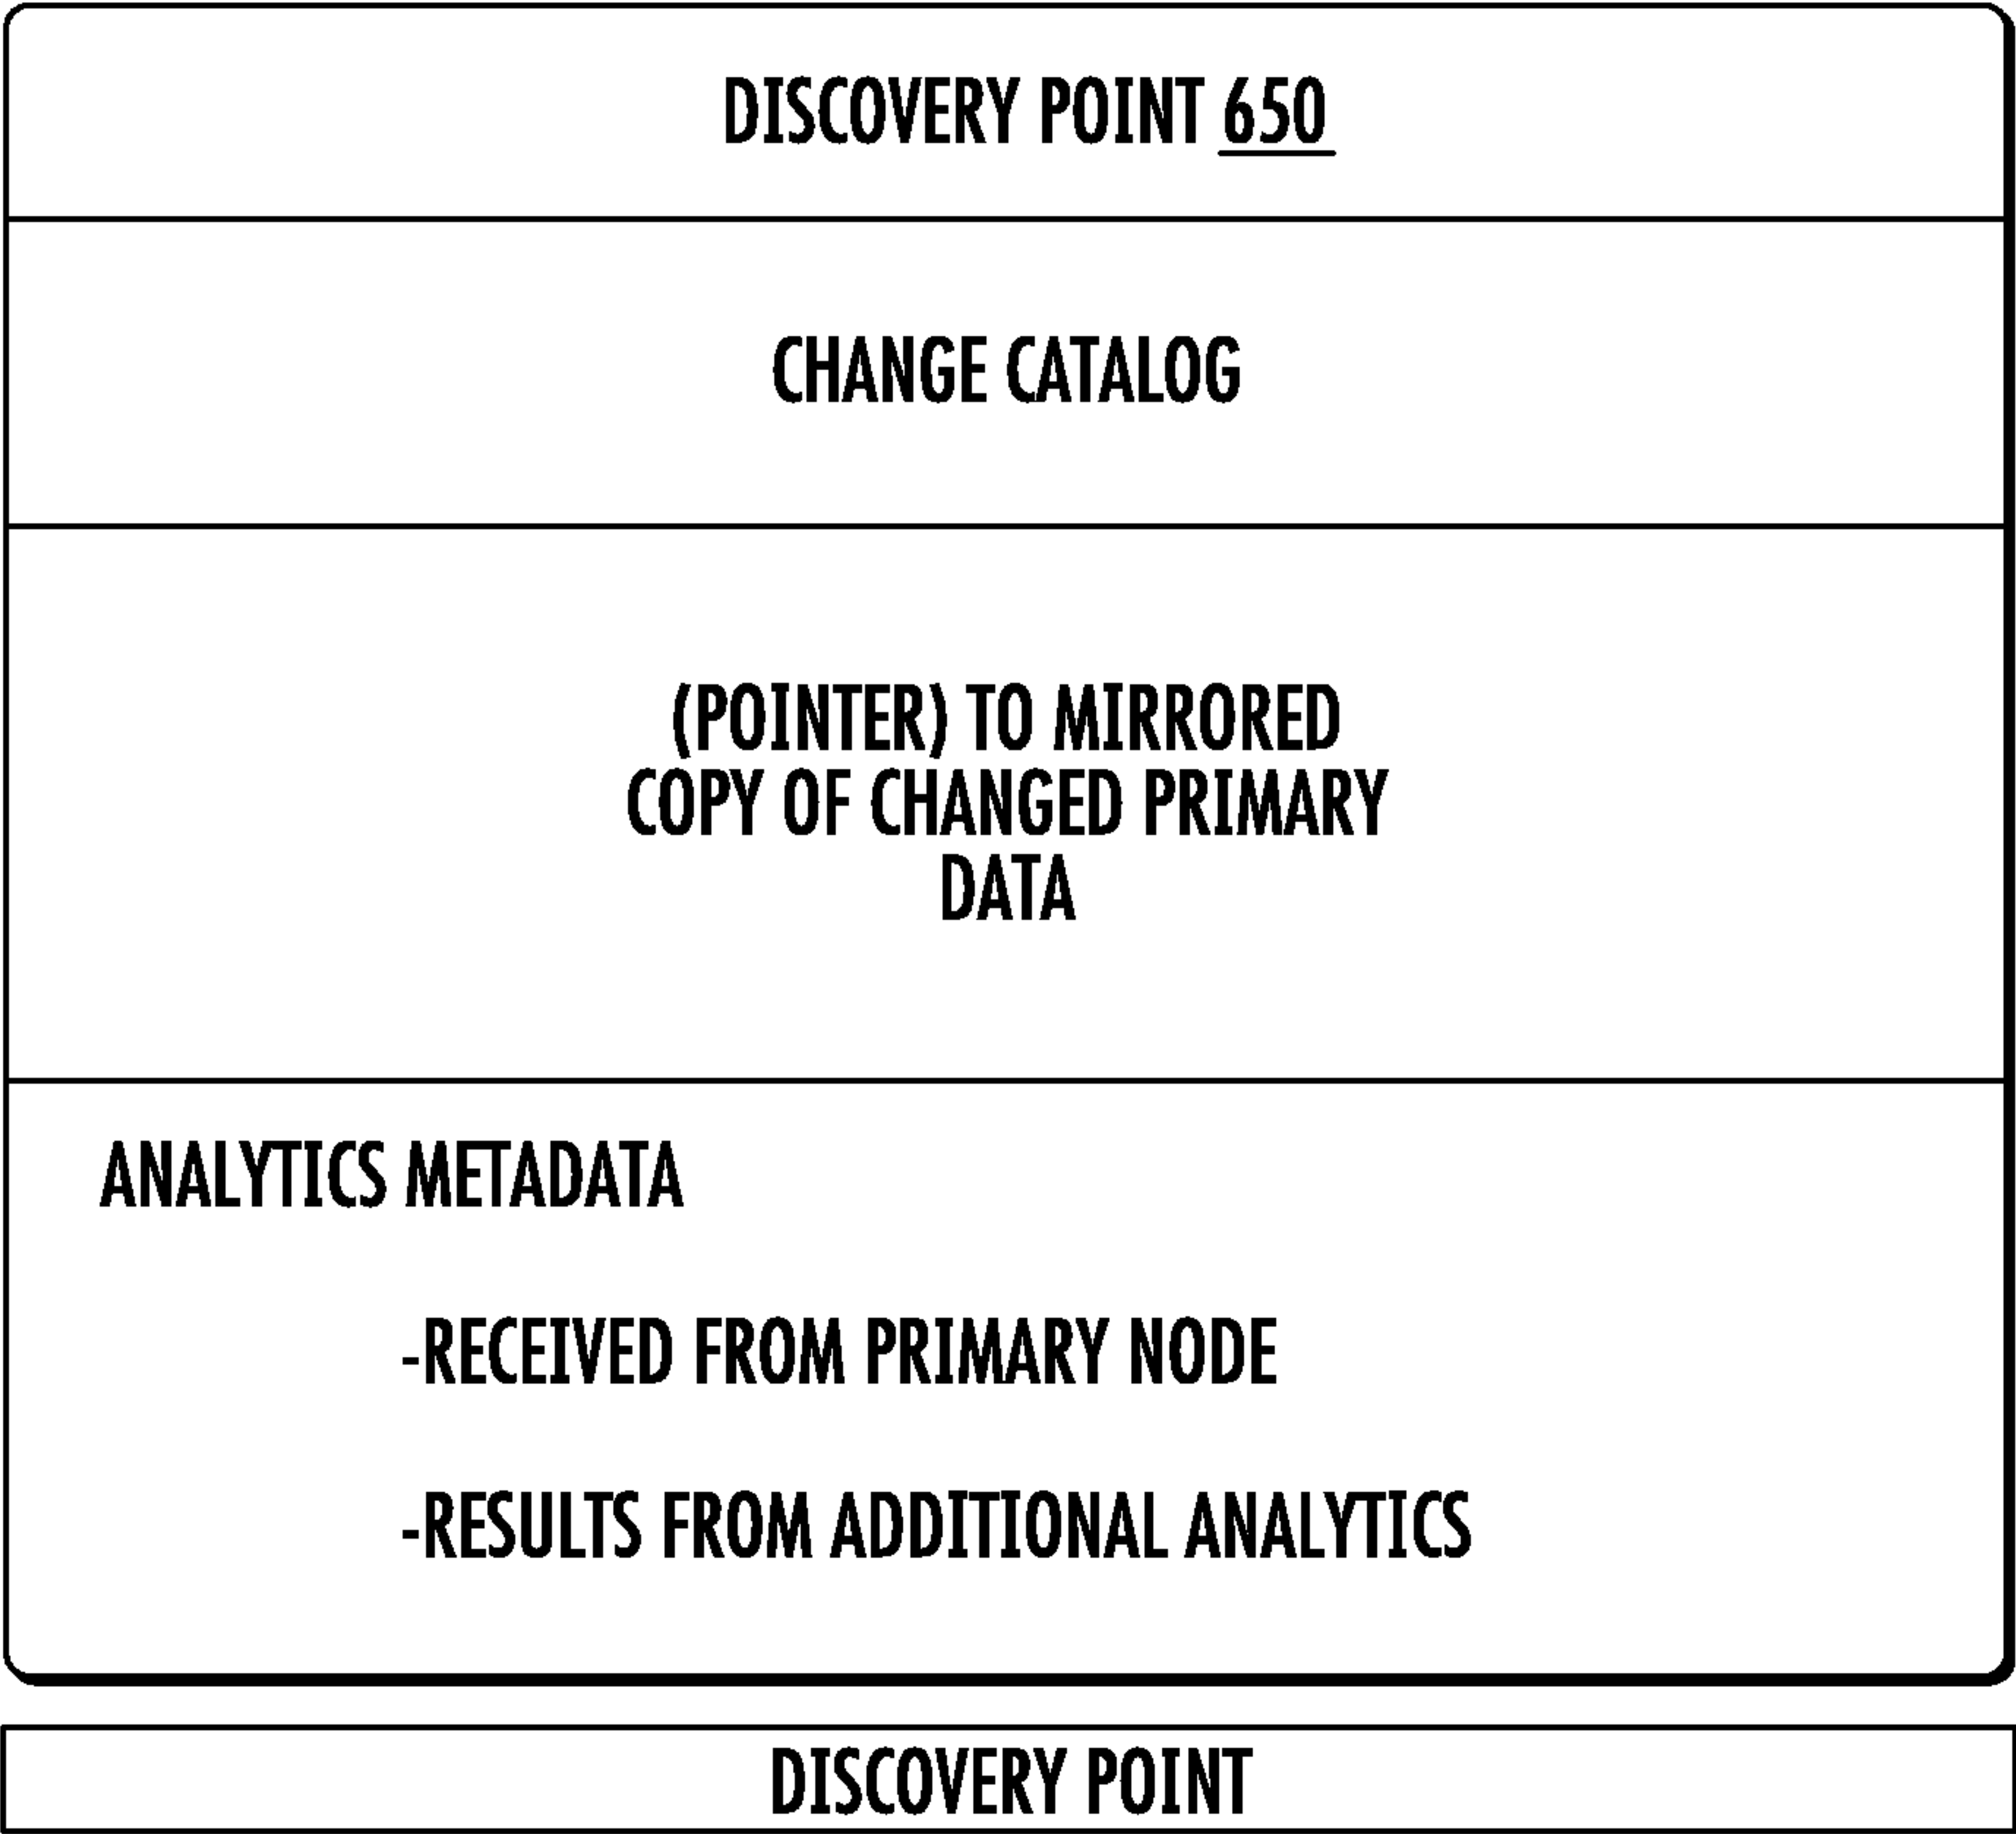 DISCOVERY POINT 650
CHANGE CATALOG
(POINTER) TO MIRRORED
COPY OF CHANGED PRIMARY
DATA
ANALYTICS METADATA
-RECEIVED FROM PRIMARY NODE
-RESULTS FROM ADDITIONAL ANALYTICS
DISCOVERY POINT